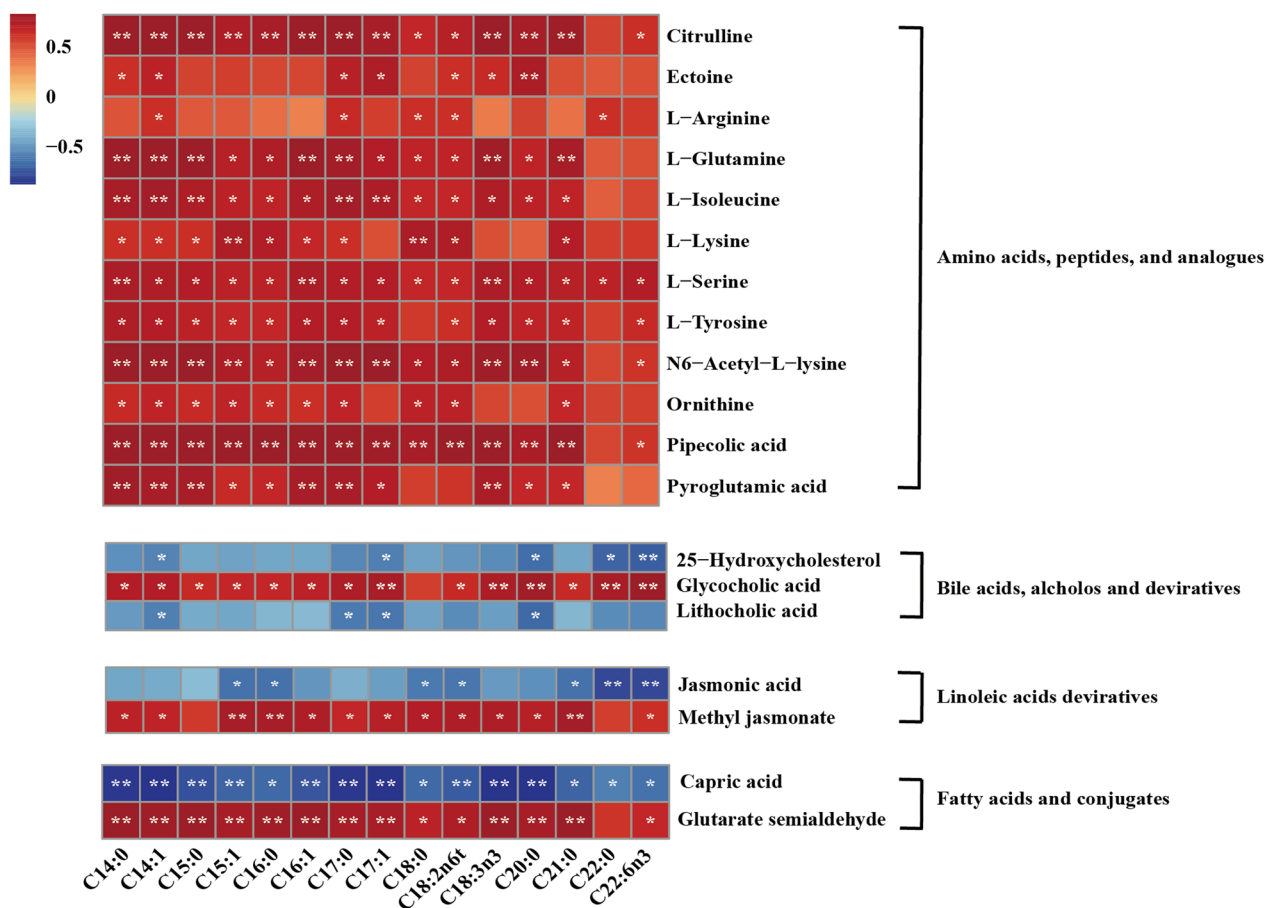 0.5
0
−0.5
** ** ** ** ** ** ** ** * * ** ** ** * Citrulline
* * * * * * ** Ectoine
* * * * * L−Arginine
** ** ** * * ** ** * * * ** * ** L−Glutamine
** ** ** * * * ** ** * * * * * L−Isoleucine
* * * ** * * * ** * * L−Lysine
** * * * * ** * * * * ** * * * * L−Serine
* * * * * * * * * * * * * L−Tyrosine
** ** ** ** * ** ** ** * * ** ** * * N6−Acetyl−L−lysine
* * * * * * * * * * Ornithine
** ** ** ** ** ** ** ** ** ** ** ** ** * Pipecolic acid
** ** ** * * ** ** * ** * * Pyroglutamic acid
Amino acids, peptides, and analogues
* * * * ** 25−Hydroxycholesterol
* * * * * * * ** * ** ** * ** ** Glycocholic acid
* * * * Lithocholic acid
Bile acids, alcholos and deviratives
* * * * * ** ** Jasmonic acid
* * ** ** * * * * * * * ** * Methyl jasmonate
Linoleic acids deviratives
** ** ** ** * ** ** ** * ** ** ** * * * Capric acid
** ** ** ** ** ** ** ** * * ** ** ** * Glutarate semialdehyde
Fatty acids and conjugates
C14:0
C14:1
C15:0
C15:1
C16:0
C16:1
C17:0
C17:1
C18:0
C18:2n6t
C18:3n3
C20:0
C21:0
C22:0
C22:6n3